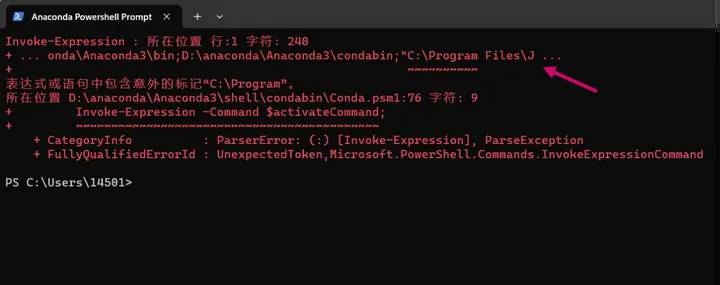 Anaconda Powershell Prompt
Invoke-Expression : 所在位置 行:1 字符: 240
+ ... onda\Anaconda3\bin;D:\anaconda\Anaconda3\condabin;"C:\Program Files\J ...
+                                                        ~~~~~~~~~~
表达式或语句中包含意外的标记“C:\Program”。
所在位置 D:\anaconda\Anaconda3\shell\condabin\Conda.psm1:76 字符: 9
+         Invoke-Expression -Command $activateCommand;
+         ~~~~~~~~~~~~~~~~~~~~~~~~~~~~~~~~~~~~~~~~~~~
    + CategoryInfo          : ParserError: (:) [Invoke-Expression], ParseException
    + FullyQualifiedErrorId : UnexpectedToken,Microsoft.PowerShell.Commands.InvokeExpressionCommand
PS C:\Users\14501>